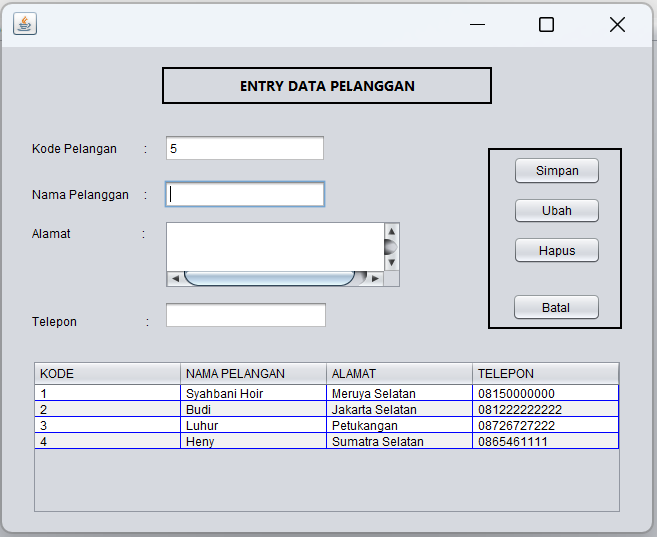 ENTRY DATA PELANGGAN
Kode Pelangan : 5
Nama Pelanggan :
Alamat :
Telepon :
Simpan
Ubah
Hapus
Batal
KODE NAMA PELANGAN ALAMAT TELEPON
1 Syahbani Hoir Meruya Selatan 08150000000
2 Budi Jakarta Selatan 081222222222
3 Luhur Petukangan 08726727222
4 Heny Sumatra Selatan 0865461111